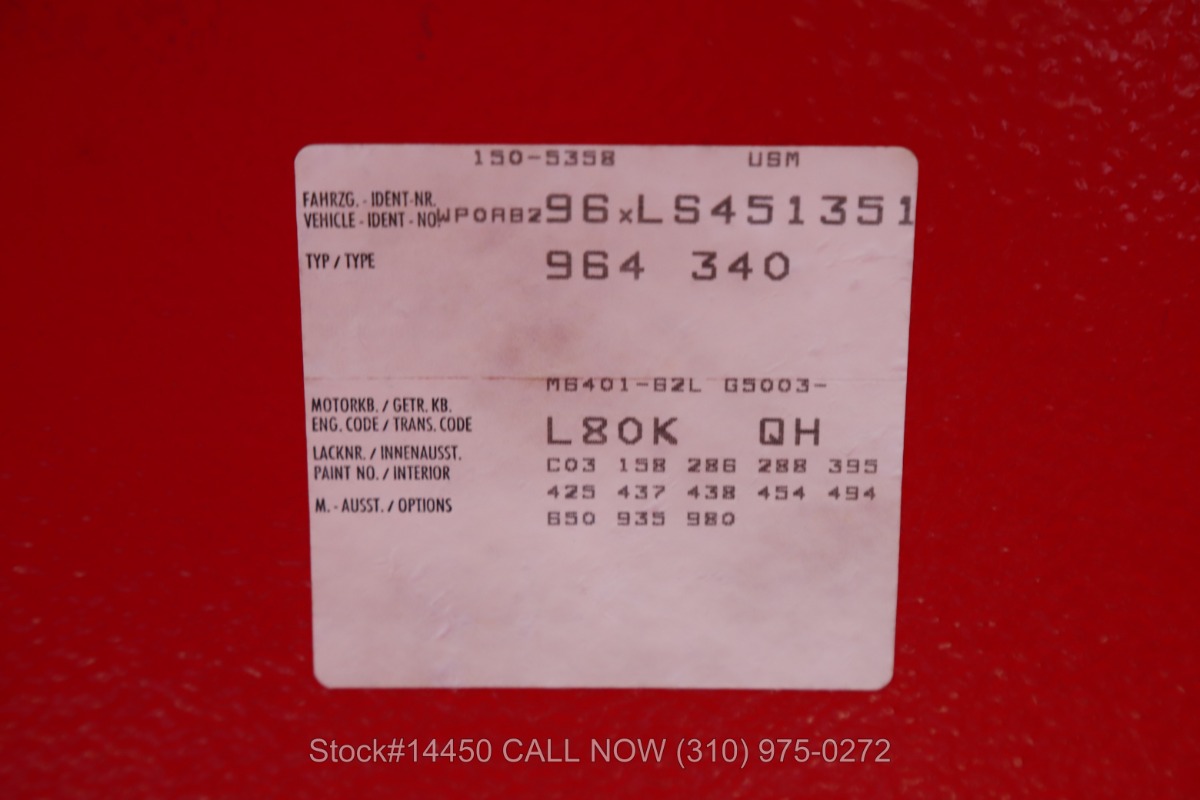 150-5358 USM
FAHRZG. - IDENT-NR.
VEHICLE - IDENT - NO. WP0AB296xLS451351
TYP / TYPE 964 340
M6401-62L G5003-
MOTORKB. / GETR. KB.
ENG. CODE / TRANS. CODE L80K QH
LACKNR. / INNENAUSST.
PAINT NO. / INTERIOR C03 158 286 288 395
425 437 438 454 494
M. - AUSST. / OPTIONS 650 935 980
Stock#14450 CALL NOW (310) 975-0272